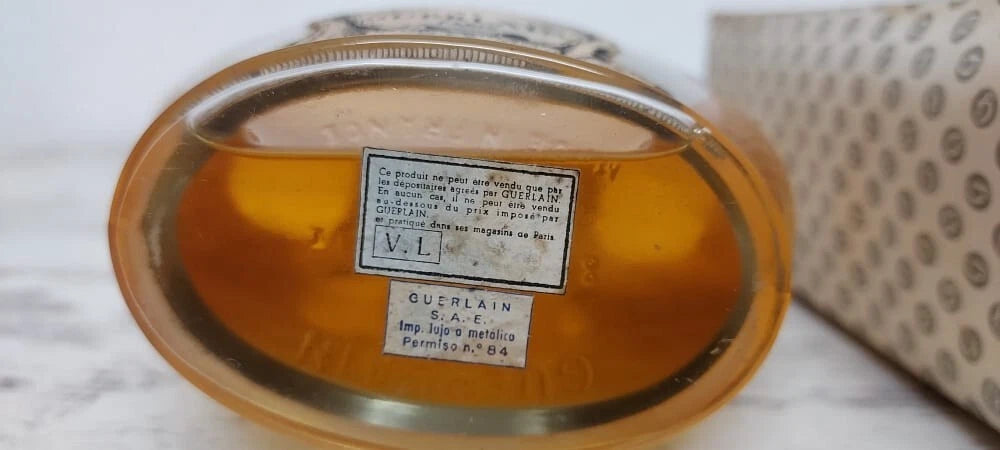 Ce produit ne peut être vendu que par
les dépositaires agréés par GUERLAIN.
En aucun cas, il ne peut être vendu
au-dessous du prix imposé par
GUERLAIN.
et pratiqué dans ses magasins de Paris.
V.L
GUERLAIN
S.A.E.
Imp. lujo a metálico
Permiso n.º 84